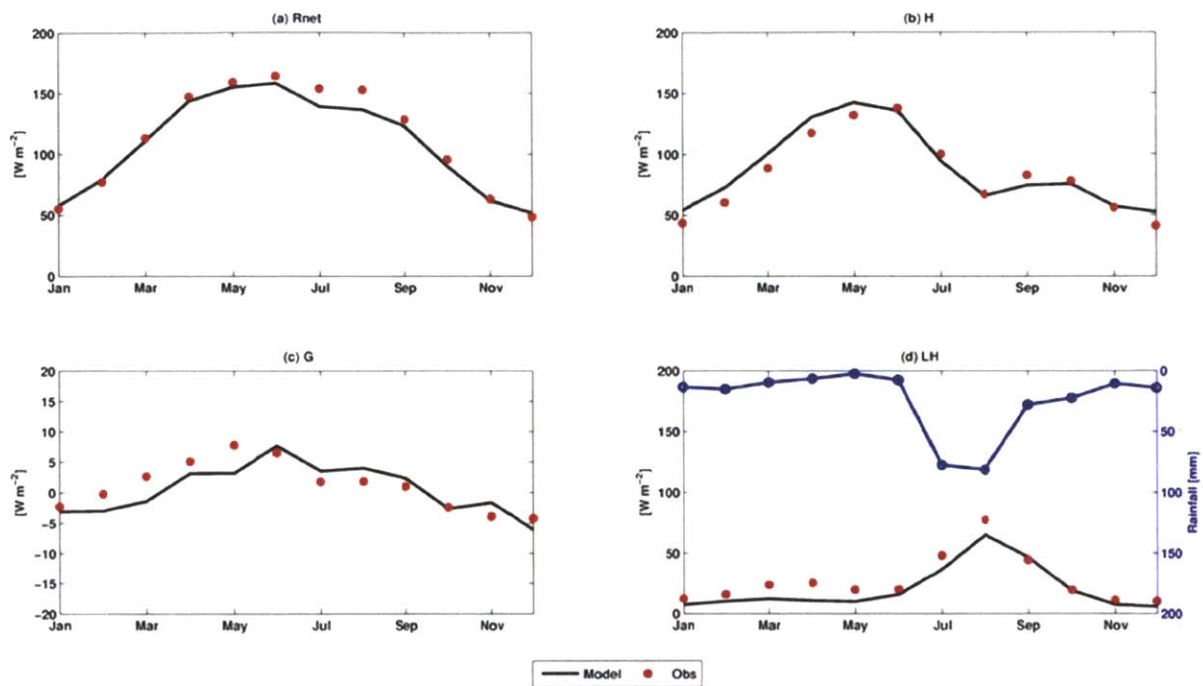 (a) Rnet
200
150
100
50
0
[W m⁻²]
Jan Mar May Jul Sep Nov
(b) H
200
150
100
50
0
[W m⁻²]
Jan Mar May Jul Sep Nov
(c) G
20
15
10
5
0
−5
−10
−15
−20
[W m⁻²]
Jan Mar May Jul Sep Nov
(d) LH
200
150
100
50
0
[W m⁻²]
0
50
100
150
200
Rainfall [mm]
Jan Mar May Jul Sep Nov
Model Obs